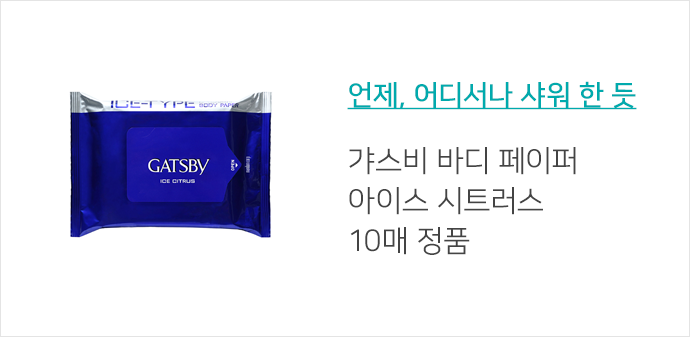 ICE-TYPE
BODY PAPER
GATSBY
ICE CITRUS
OPEN
언제, 어디서나 샤워 한 듯
갸스비 바디 페이퍼
아이스 시트러스
10매 정품